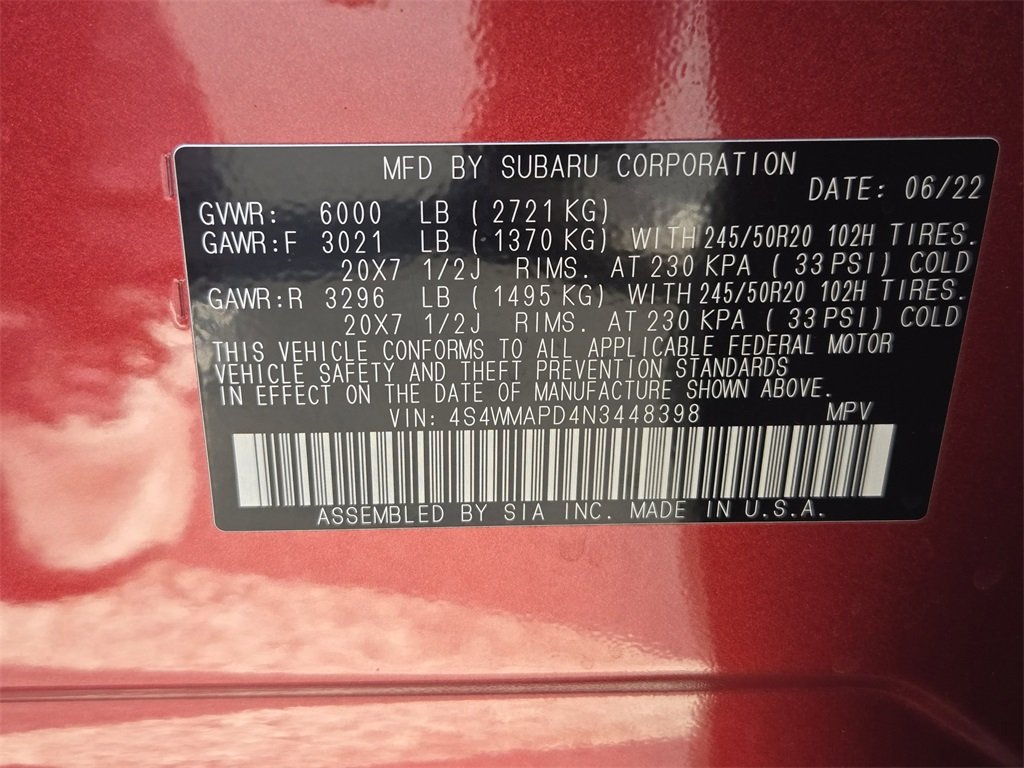 MFD BY SUBARU CORPORATION
DATE: 06/22
GVWR: 6000 LB (2721 KG)
GAWR:F 3021 LB (1370 KG) WITH 245/50R20 102H TIRES.
20X7 1/2J RIMS. AT 230 KPA (33 PSI) COLD
GAWR:R 3296 LB (1495 KG) WITH 245/50R20 102H TIRES.
20X7 1/2J RIMS. AT 230 KPA (33 PSI) COLD
THIS VEHICLE CONFORMS TO ALL APPLICABLE FEDERAL MOTOR
VEHICLE SAFETY AND THEFT PREVENTION STANDARDS
IN EFFECT ON THE DATE OF MANUFACTURE SHOWN ABOVE.
VIN: 4S4WMAPD4N3448398 MPV
ASSEMBLED BY SIA INC. MADE IN U.S.A.